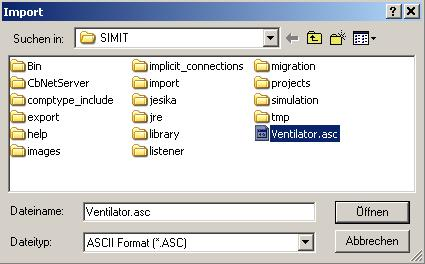 Import
Suchen in: SIMIT
Bin implicit_connections migration
CbNetServer import projects
comptype_include jesika simulation
export jre tmp
help library Ventilator.asc
images listener
Dateiname: Ventilator.asc Öffnen
Dateityp: ASCII Format (*.ASC) Abbrechen